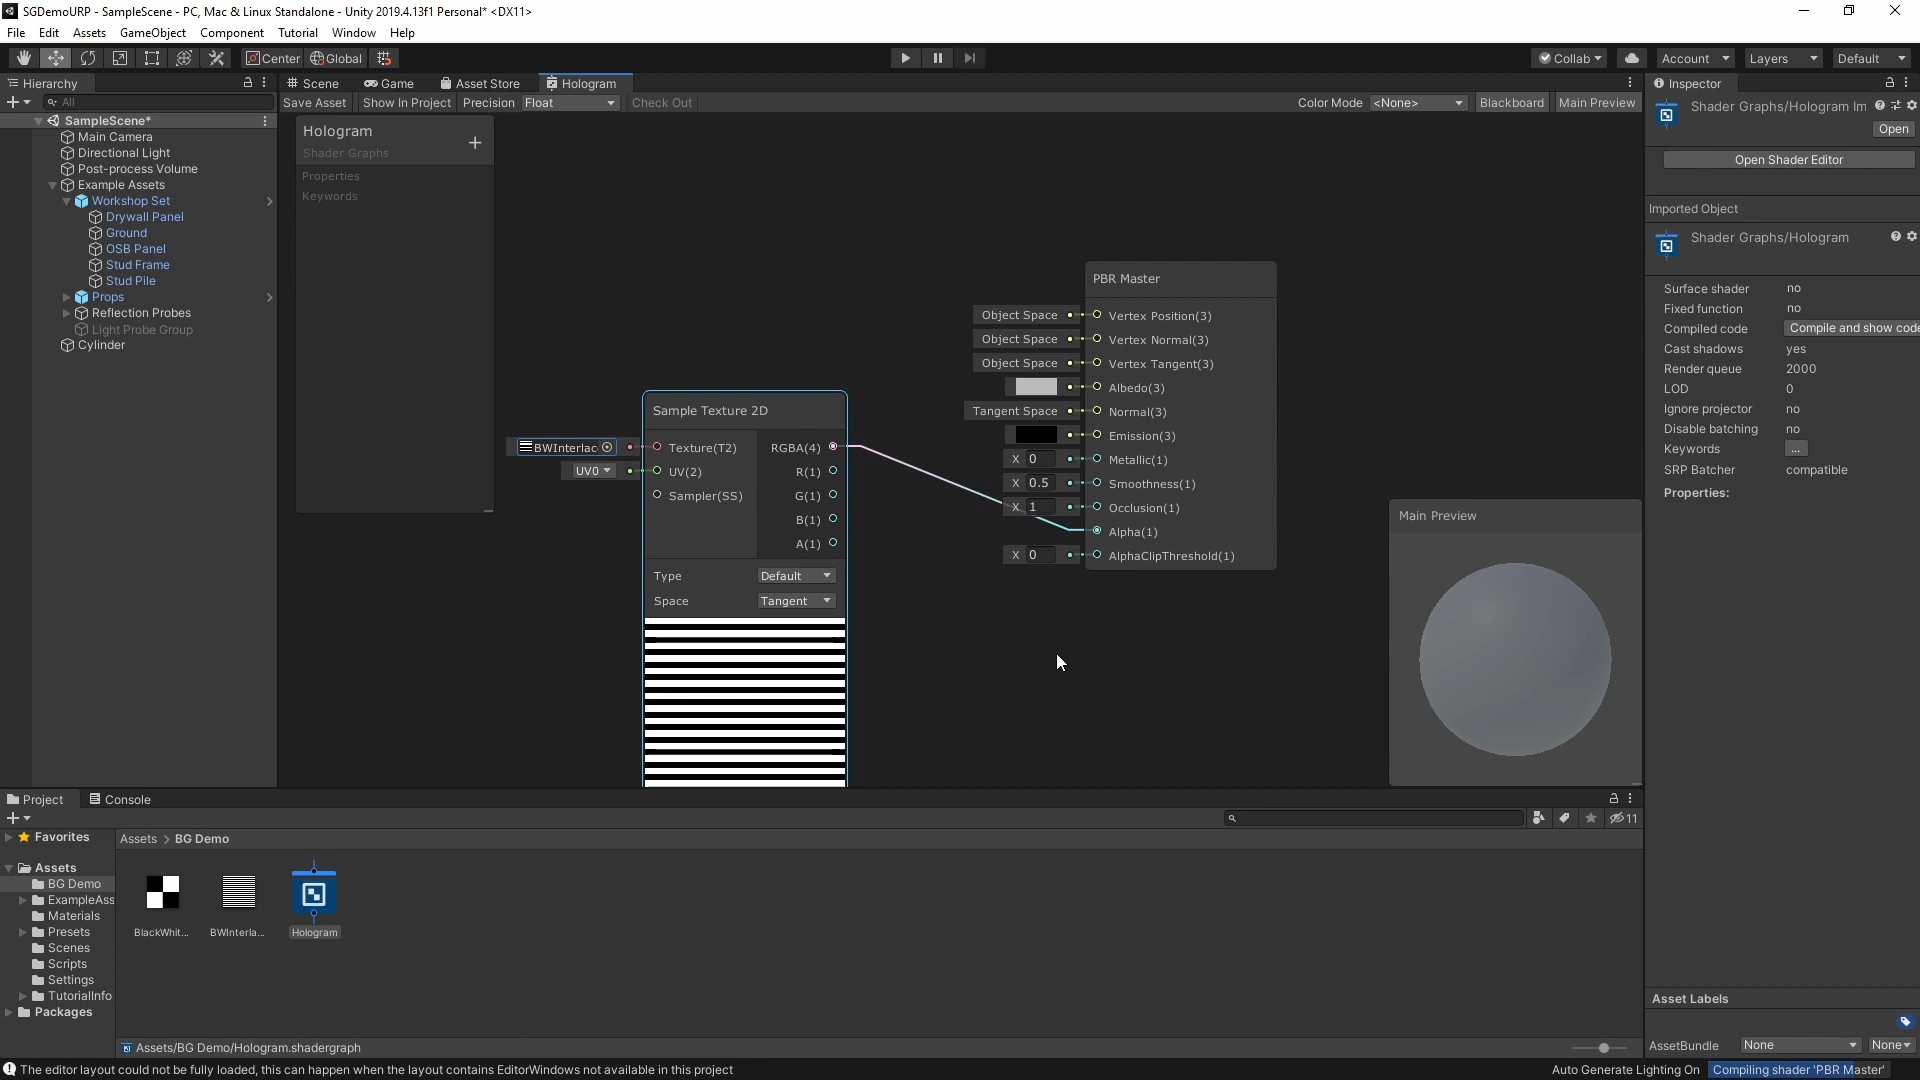 SGDemoURP - SampleScene - PC, Mac & Linux Standalone - Unity 2019.4.13f1 Personal* <DX11>
File Edit Assets GameObject Component Tutorial Window Help
Center Global Collab Account Layers Default
Hierarchy
All
SampleScene*
Main Camera
Directional Light
Post-process Volume
Example Assets
Workshop Set
Drywall Panel
Ground
OSB Panel
Stud Frame
Stud Pile
Props
Reflection Probes
Light Probe Group
Cylinder
Scene Game Asset Store Hologram
Save Asset Show In Project Precision Float Check Out Color Mode <None> Blackboard Main Preview
Hologram
Shader Graphs
Properties
Keywords
Sample Texture 2D
BWInterlac Texture(T2) RGBA(4)
UV0 UV(2) R(1)
Sampler(SS) G(1)
B(1)
A(1)
Type Default
Space Tangent
PBR Master
Object Space Vertex Position(3)
Object Space Vertex Normal(3)
Object Space Vertex Tangent(3)
Albedo(3)
Tangent Space Normal(3)
Emission(3)
X 0 Metallic(1)
X 0.5 Smoothness(1)
X 1 Occlusion(1)
Alpha(1)
X 0 AlphaClipThreshold(1)
Main Preview
Inspector
Shader Graphs/Hologram Im
Open
Open Shader Editor
Imported Object
Shader Graphs/Hologram
Surface shader no
Fixed function no
Compiled code Compile and show code
Cast shadows yes
Render queue 2000
LOD 0
Ignore projector no
Disable batching no
Keywords ...
SRP Batcher compatible
Properties:
Asset Labels
AssetBundle None None
Project Console
11
Favorites
Assets
BG Demo
ExampleAss
Materials
Presets
Scenes
Scripts
Settings
TutorialInfo
Packages
Assets > BG Demo
BlackWhit... BWInterla... Hologram
Assets/BG Demo/Hologram.shadergraph
The editor layout could not be fully loaded, this can happen when the layout contains EditorWindows not available in this project
Auto Generate Lighting On Compiling shader 'PBR Master'